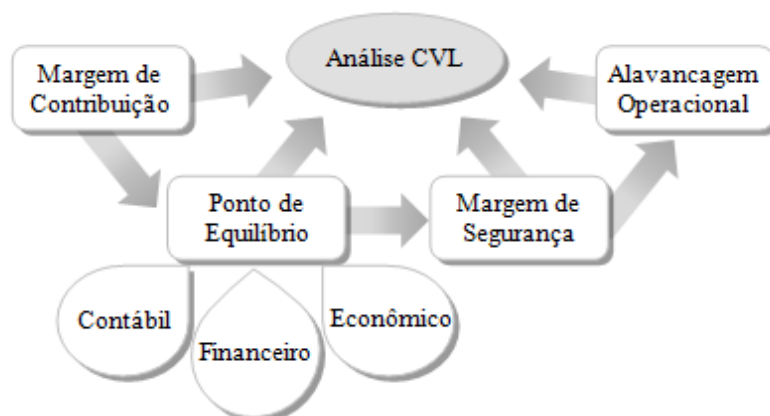 Análise CVL
Margem de
Contribuição
Alavancagem
Operacional
Ponto de
Equilíbrio
Margem de
Segurança
Contábil
Financeiro
Econômico